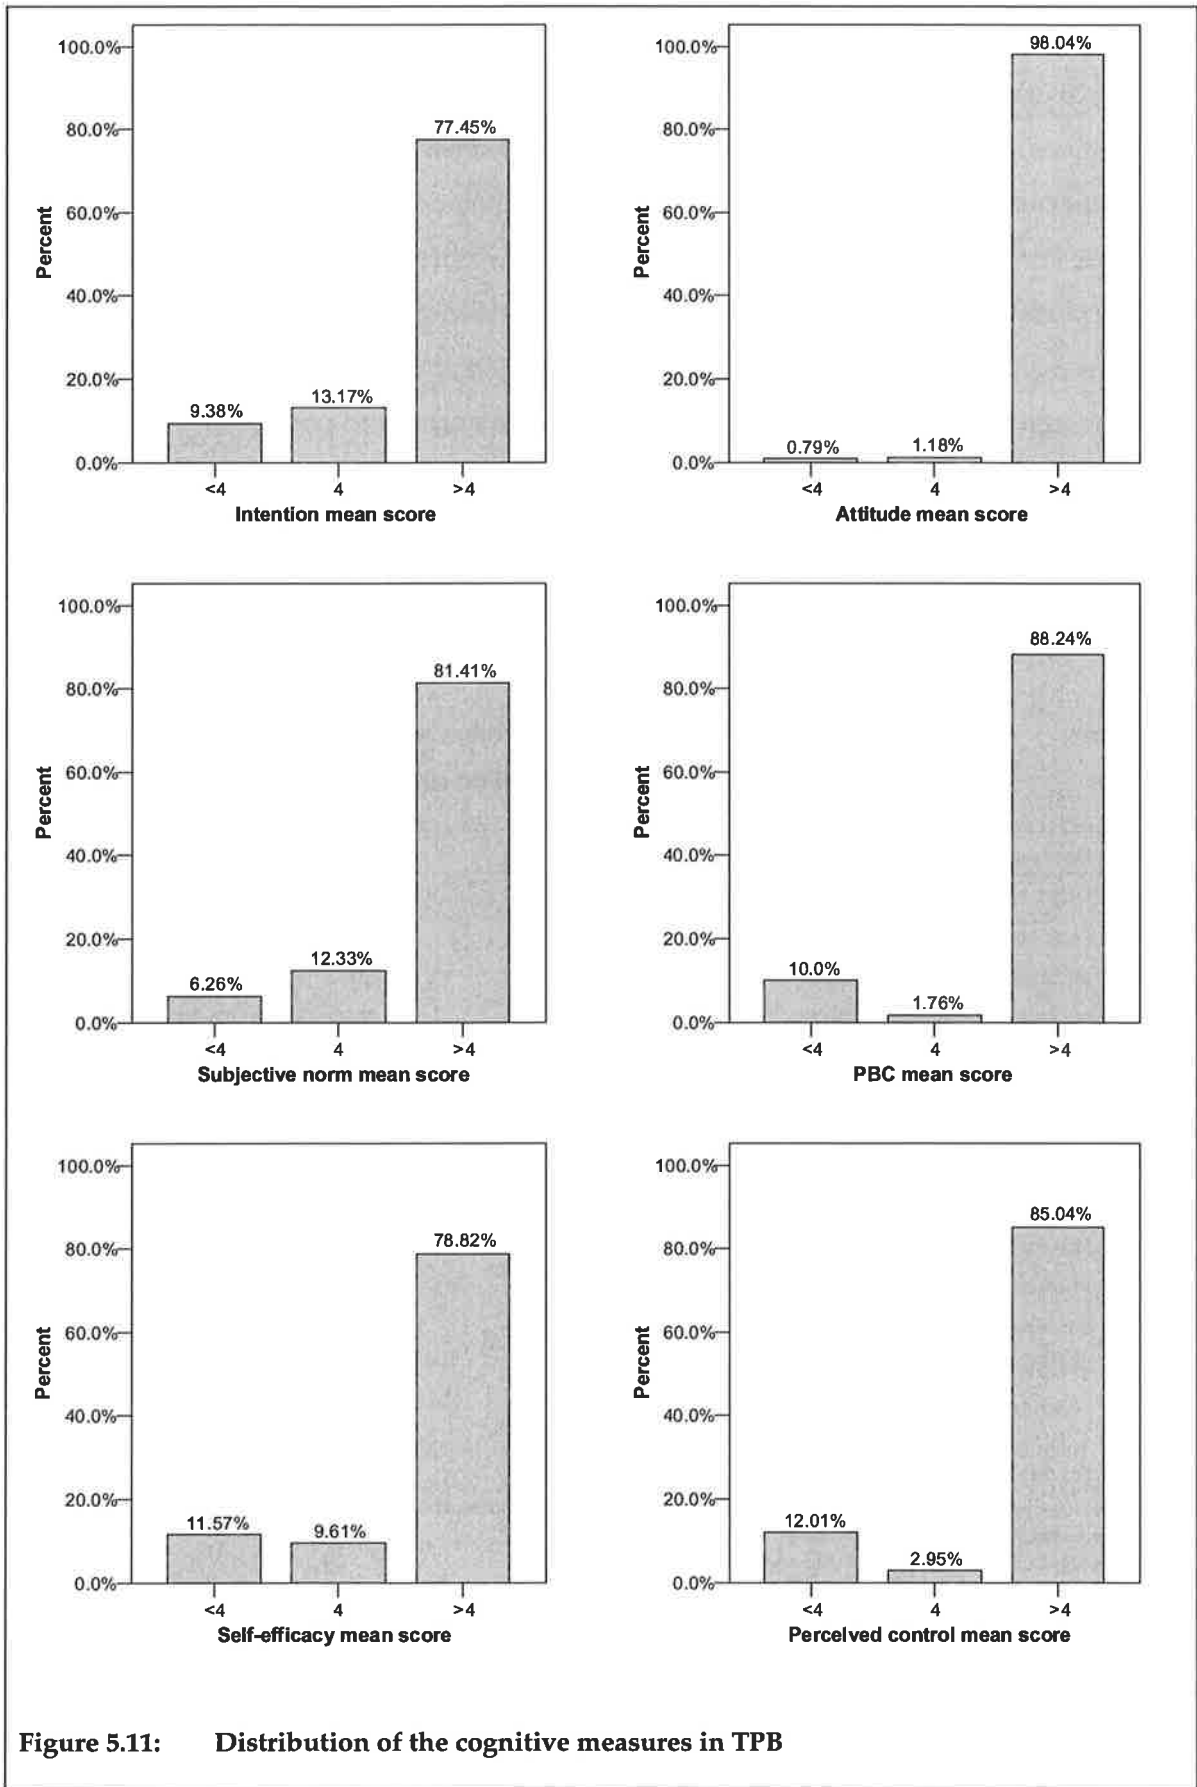 100.0%
80.0%
60.0%
40.0%
20.0%
0.0%
Percent
9.38%
13.17%
77.45%
<4 4 >4
Intention mean score
100.0%
80.0%
60.0%
40.0%
20.0%
0.0%
Percent
0.79%
1.18%
98.04%
<4 4 >4
Attitude mean score
100.0%
80.0%
60.0%
40.0%
20.0%
0.0%
Percent
6.26%
12.33%
81.41%
<4 4 >4
Subjective norm mean score
100.0%
80.0%
60.0%
40.0%
20.0%
0.0%
Percent
10.0%
1.76%
88.24%
<4 4 >4
PBC mean score
100.0%
80.0%
60.0%
40.0%
20.0%
0.0%
Percent
11.57%
9.61%
78.82%
<4 4 >4
Self-efficacy mean score
100.0%
80.0%
60.0%
40.0%
20.0%
0.0%
Percent
12.01%
2.95%
85.04%
<4 4 >4
Perceived control mean score
Figure 5.11: Distribution of the cognitive measures in TPB